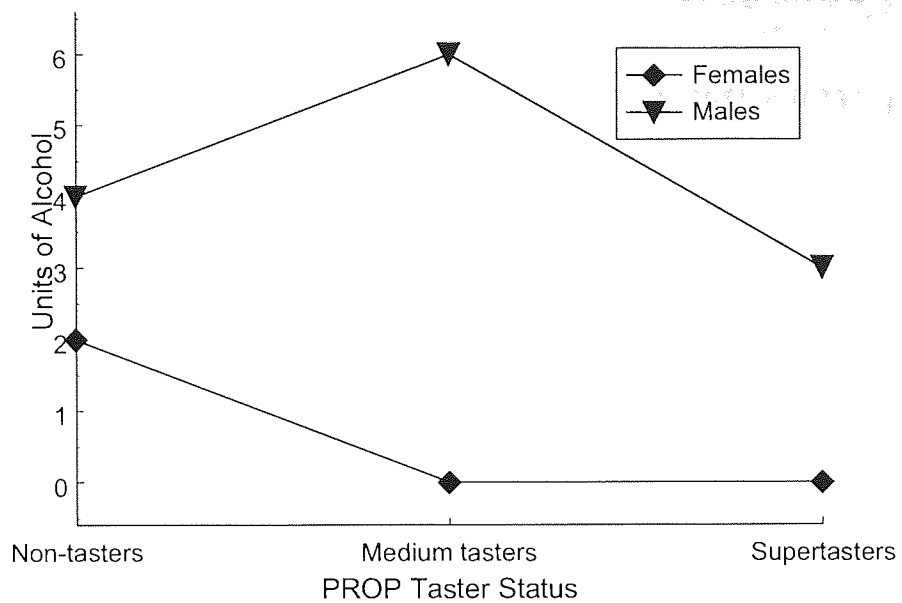 6
5
4
3
2
1
0
Units of Alcohol
Females
Males
Non-tasters
Medium tasters
Supertasters
PROP Taster Status